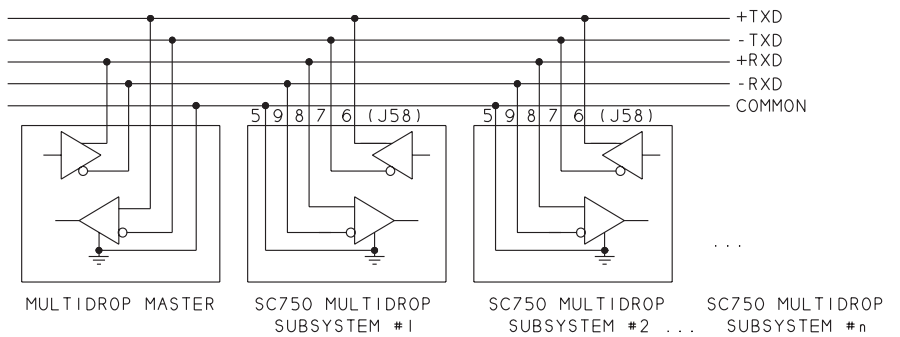 +TXD
-TXD
+RXD
-RXD
COMMON
5 9 8 7 6 (J58)
5 9 8 7 6 (J58)
...
MULTIDROP MASTER
SC750 MULTIDROP
SUBSYSTEM #1
SC750 MULTIDROP
SUBSYSTEM #2 ...
SC750 MULTIDROP
SUBSYSTEM #n